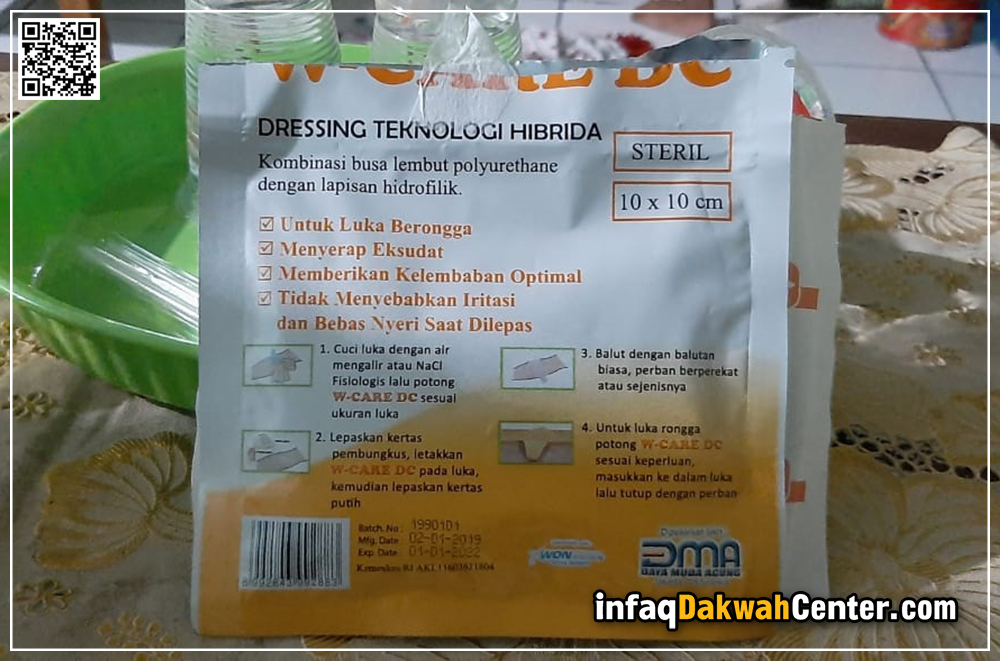 W-CARE DC
DRESSING TEKNOLOGI HIBRIDA
Kombinasi busa lembut polyurethane
dengan lapisan hidrofilik.
STERIL
10 x 10 cm
☑ Untuk Luka Berongga
☑ Menyerap Eksudat
☑ Memberikan Kelembaban Optimal
☑ Tidak Menyebabkan Iritasi
dan Bebas Nyeri Saat Dilepas
1. Cuci luka dengan air
mengalir atau NaCl
Fisiologis lalu potong
W-CARE DC sesuai
ukuran luka
2. Lepaskan kertas
pembungkus, letakkan
W-CARE DC pada luka,
kemudian lepaskan kertas
putih
3. Balut dengan balutan
biasa, perban berperekat
atau sejenisnya
4. Untuk luka rongga
potong W-CARE DC
sesuai keperluan,
masukkan ke dalam luka
lalu tutup dengan perban
Batch. No : 1990101
Mfg. Date : 02-01-2019
Exp. Date : 01-01-2022
Kemenkes RI AKL 11603821804
WON
DMA
DAYA MUDA AGUNG
infaqDakwahCenter.com